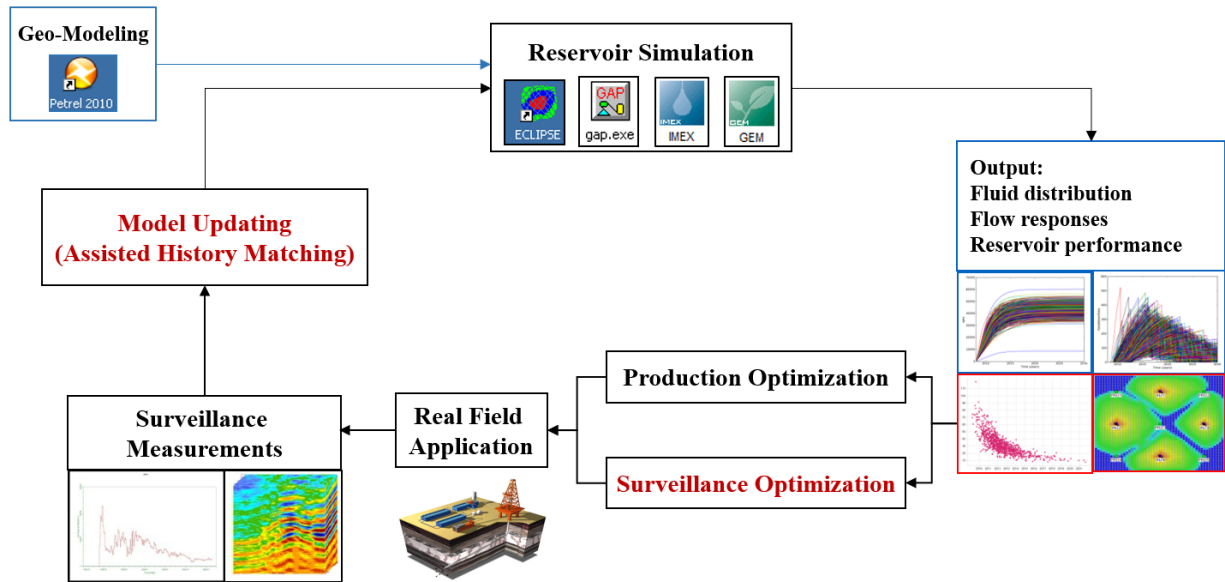 Geo-Modeling
Petrel 2010
Reservoir Simulation
ECLIPSE
GAP
gap.exe
IMEX
IMEX
GEM
GEM
Output:
Fluid distribution
Flow responses
Reservoir performance
Model Updating
(Assisted History Matching)
Production Optimization
Surveillance Optimization
Real Field
Application
Surveillance
Measurements